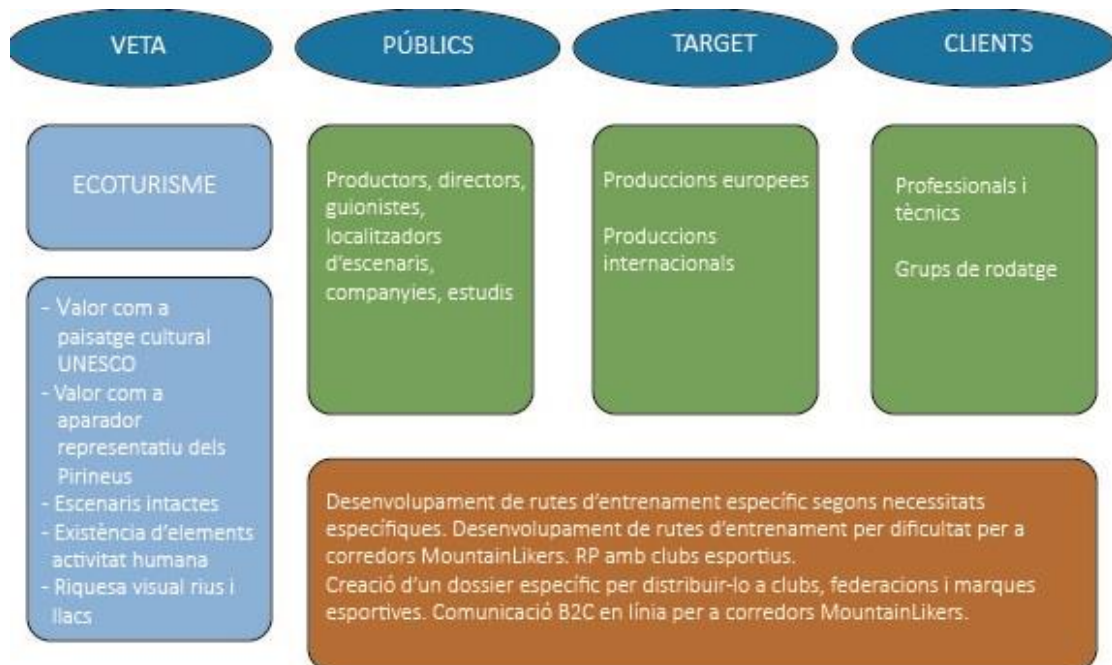 VETA
PÚBLICS
TARGET
CLIENTS
ECOTURISME
- Valor com a
paisatge cultural
UNESCO
- Valor com a
aparador
representatiu dels
Pirineus
- Escenaris intactes
- Existència d'elements
activitat humana
- Riquesa visual rius i
llacs
Productors, directors,
guionistes,
localitzadors
d'escenaris,
companyies, estudis
Produccions europees
Produccions
internacionals
Professionals i
tècnics
Grups de rodatge
Desenvolupament de rutes d'entrenament específic segons necessitats
específiques. Desenvolupament de rutes d'entrenament per dificultat per a
corredors MountainLikers. RP amb clubs esportius.
Creació d'un dossier específic per distribuir-lo a clubs, federacions i marques
esportives. Comunicació B2C en línia per a corredors MountainLikers.